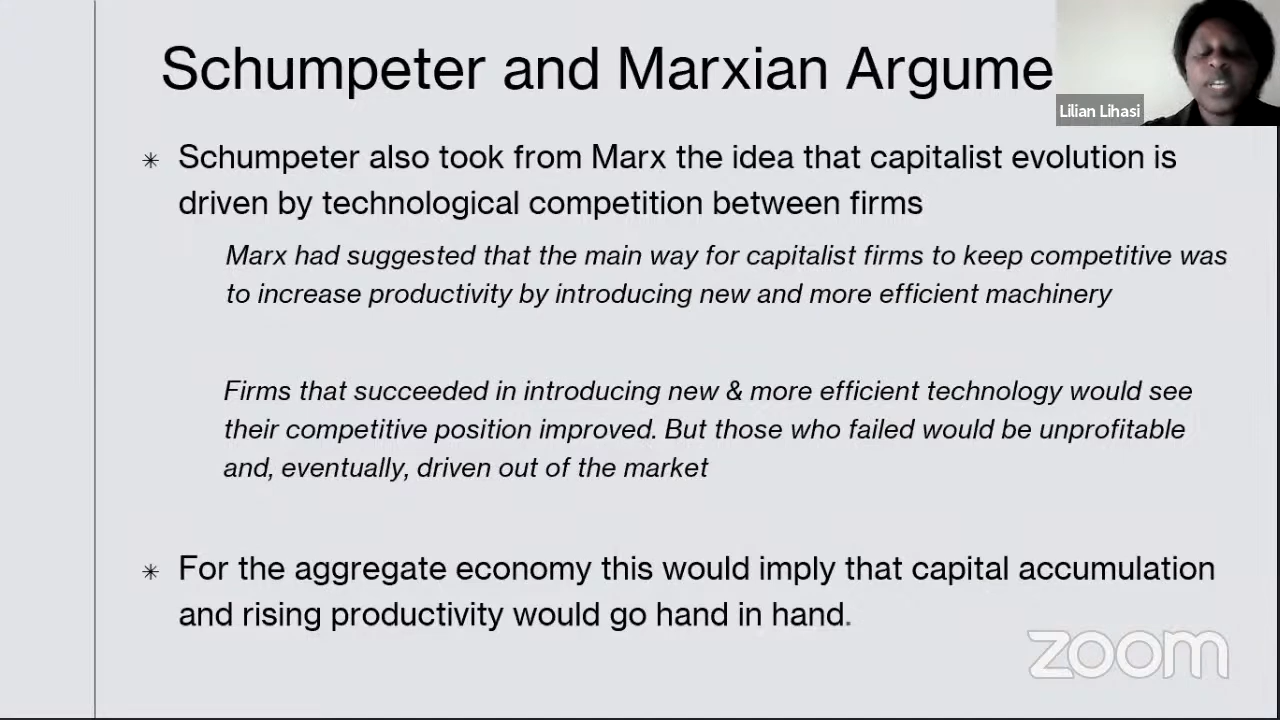 Schumpeter and Marxian Argume
Lilian Lihasi
✳ Schumpeter also took from Marx the idea that capitalist evolution is
driven by technological competition between firms
Marx had suggested that the main way for capitalist firms to keep competitive was
to increase productivity by introducing new and more efficient machinery
Firms that succeeded in introducing new & more efficient technology would see
their competitive position improved. But those who failed would be unprofitable
and, eventually, driven out of the market
✳ For the aggregate economy this would imply that capital accumulation
and rising productivity would go hand in hand.
zoom